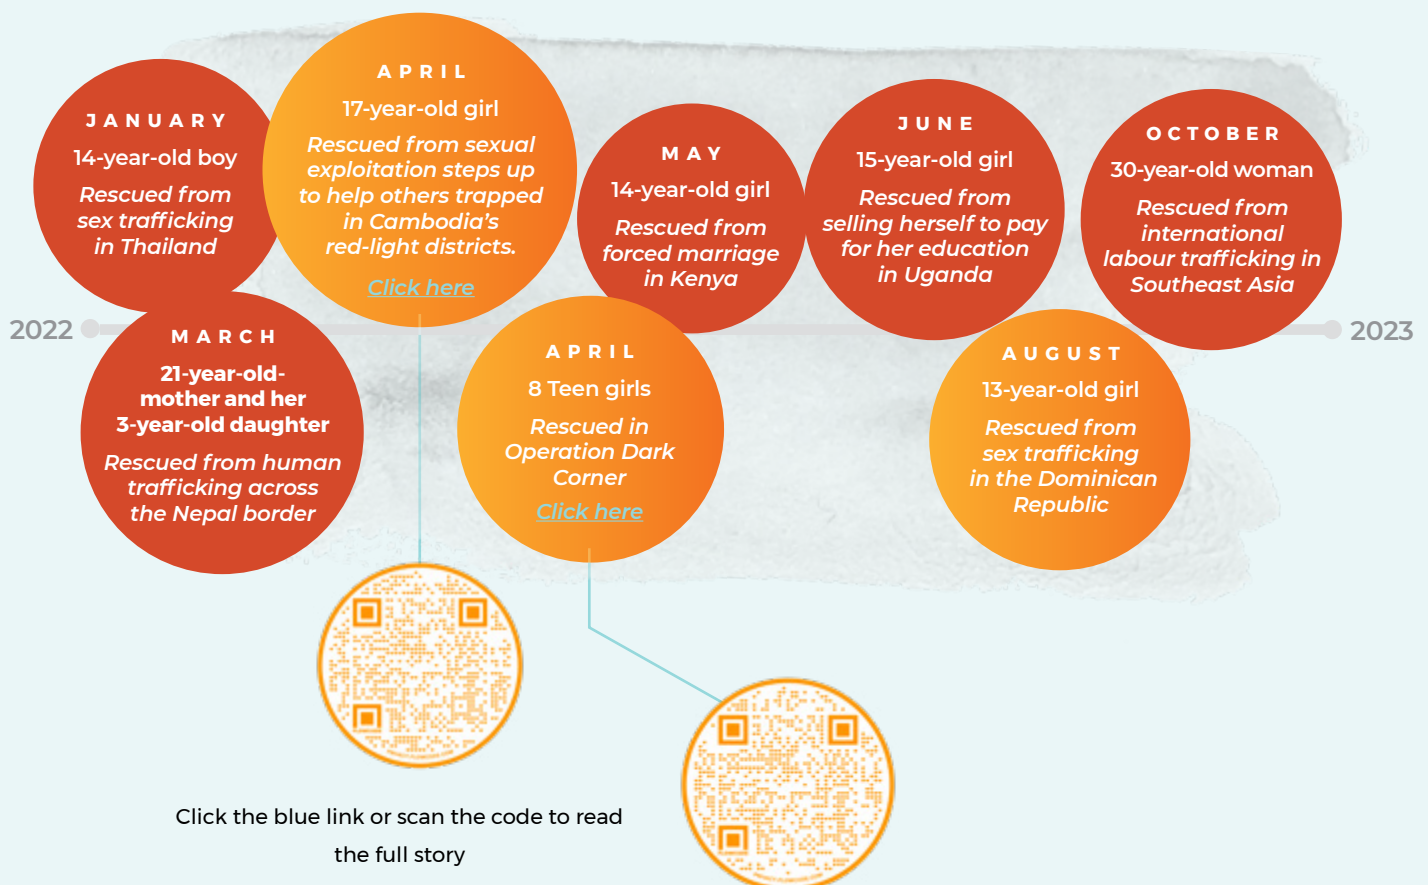 JANUARY
14-year-old boy
Rescued from
sex trafficking
in Thailand
APRIL
17-year-old girl
Rescued from sexual
exploitation steps up
to help others trapped
in Cambodia's
red-light districts.
Click here
MAY
14-year-old girl
Rescued from
forced marriage
in Kenya
JUNE
15-year-old girl
Rescued from
selling herself to pay
for her education
in Uganda
OCTOBER
30-year-old woman
Rescued from
international
labour trafficking in
Southeast Asia
2022
2023
MARCH
21-year-old-
mother and her
3-year-old daughter
Rescued from human
trafficking across
the Nepal border
APRIL
8 Teen girls
Rescued in
Operation Dark
Corner
Click here
AUGUST
13-year-old girl
Rescued from
sex trafficking
in the Dominican
Republic
Click the blue link or scan the code to read
the full story